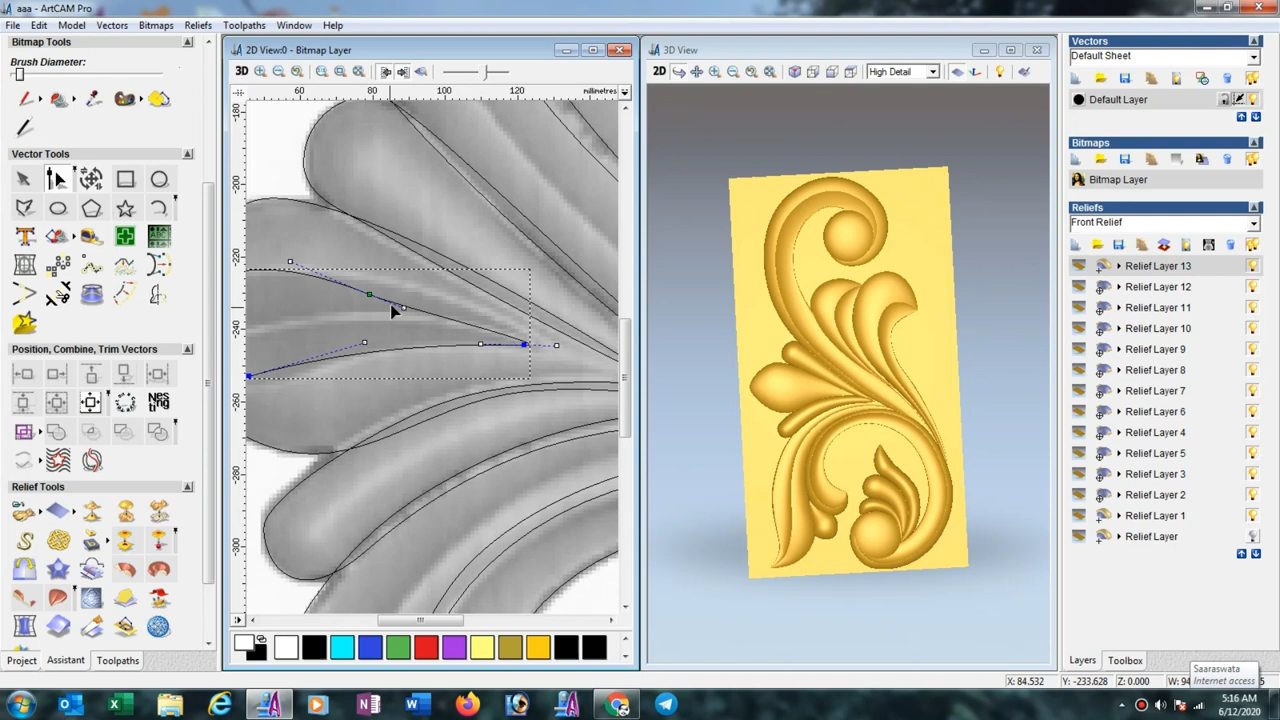 aaa - ArtCAM Pro
File Edit Model Vectors Bitmaps Reliefs Toolpaths Window Help
Bitmap Tools
Brush Diameter:
Vector Tools
Position, Combine, Trim Vectors
Relief Tools
Project Assistant Toolpaths
2D View:0 - Bitmap Layer
3D
60 80 100 120 millimetres
-180
-200
-220
-240
-260
-280
-300
3D View
2D High Detail
Layers
Vectors
Default Sheet
Default Layer
Bitmaps
Bitmap Layer
Reliefs
Front Relief
Relief Layer 13
Relief Layer 12
Relief Layer 11
Relief Layer 10
Relief Layer 9
Relief Layer 8
Relief Layer 7
Relief Layer 6
Relief Layer 4
Relief Layer 5
Relief Layer 3
Relief Layer 2
Relief Layer 1
Relief Layer
Layers Toolbox
Saaraswata
Internet access
X: 84.532 Y: -233.628 Z: 0.000
5:16 AM
6/12/2020